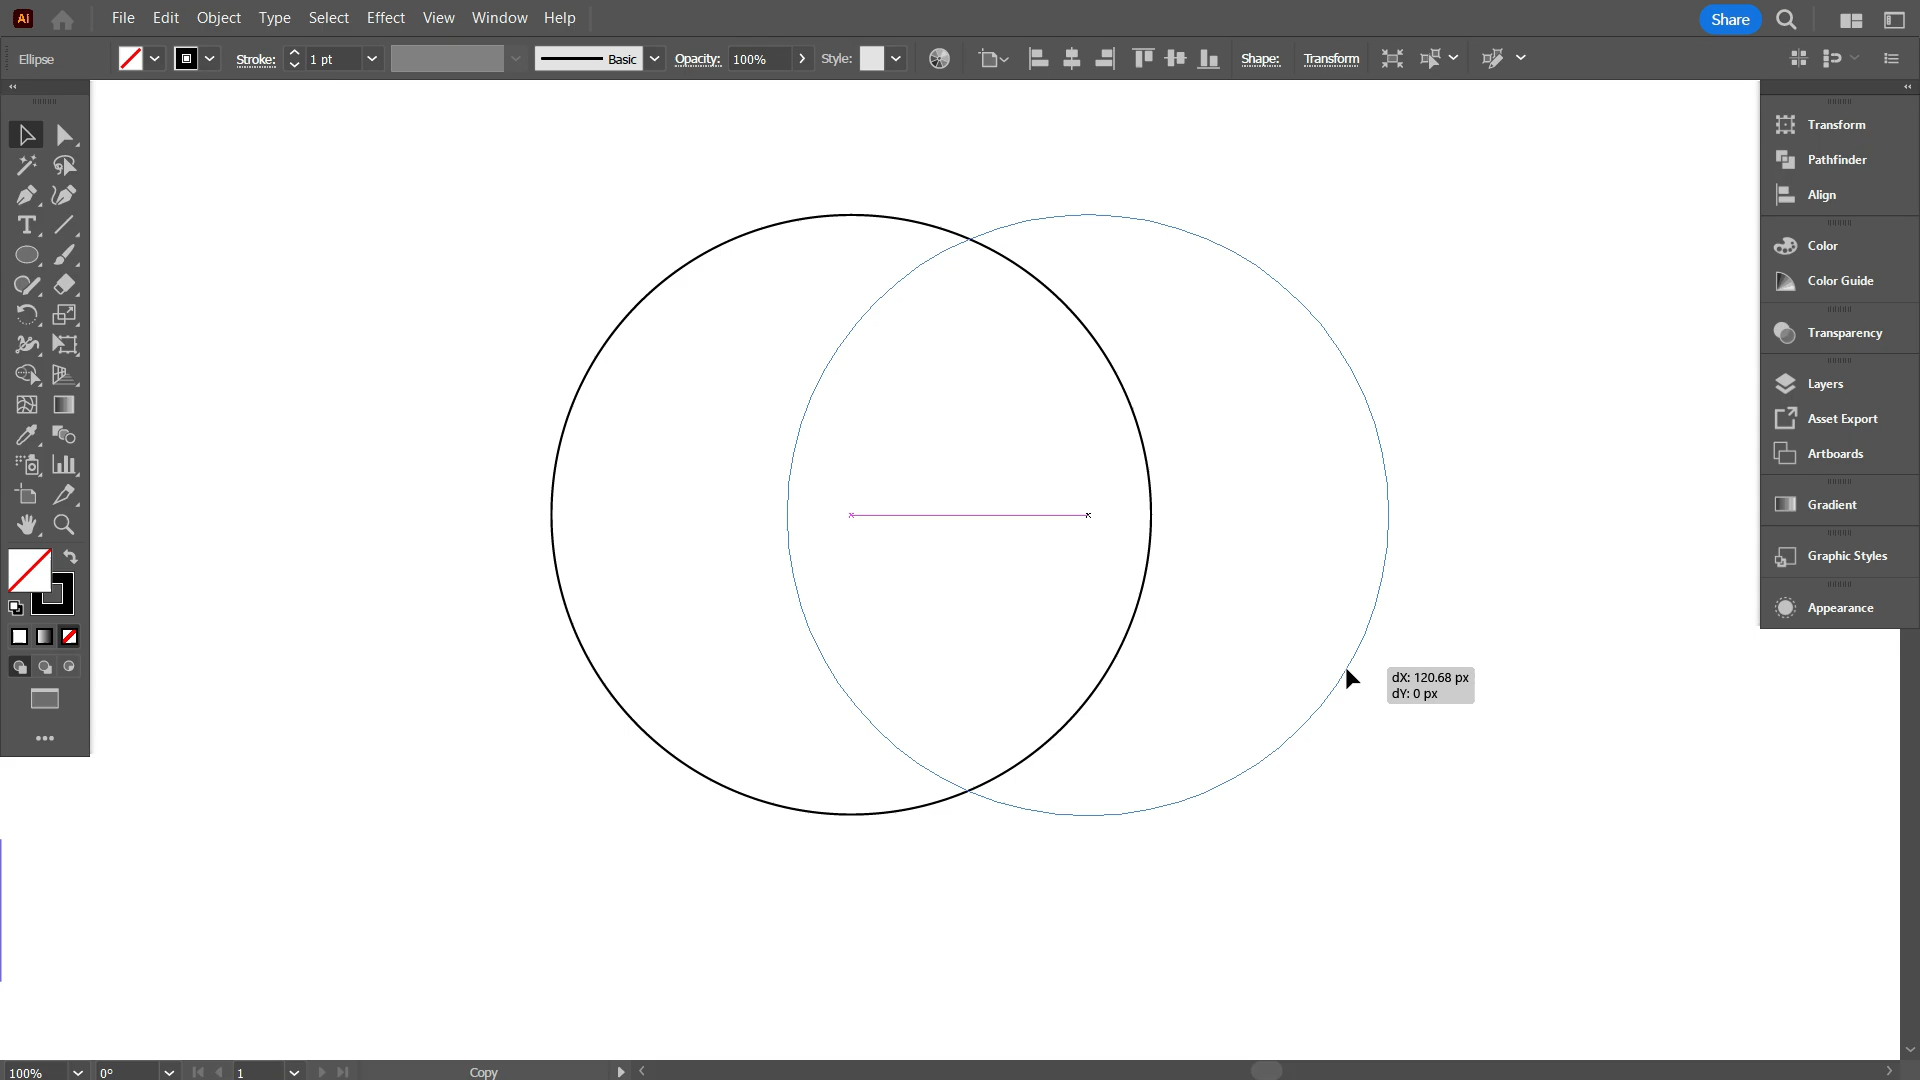 Ai File Edit Object Type Select Effect View Window Help Share
Ellipse Stroke: 1 pt Basic Opacity: 100% Style: Shape: Transform
Transform
Pathfinder
Align
Color
Color Guide
Transparency
Layers
Asset Export
Artboards
Gradient
Graphic Styles
Appearance
dX: 120.68 px
dY: 0 px
100% 0° 1 Copy